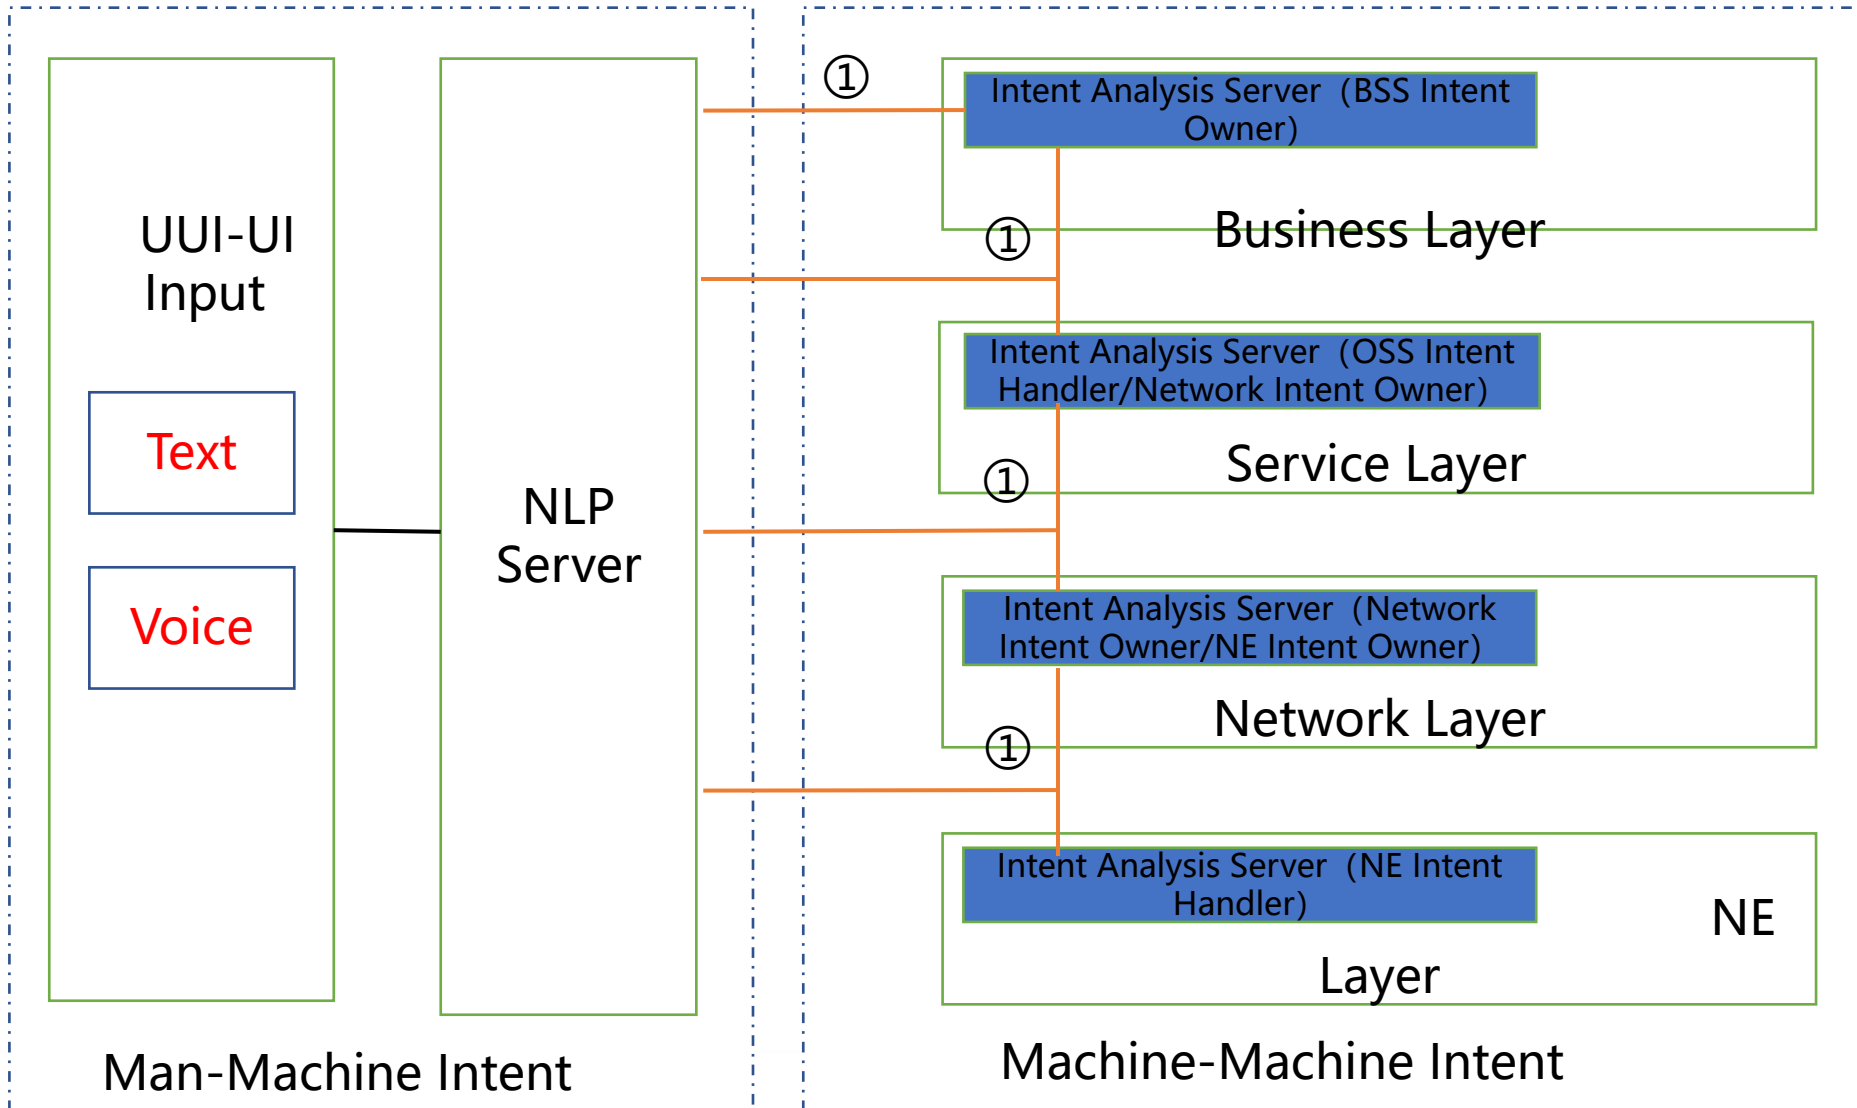 UUI-UI
Input
Text
Voice
NLP
Server
Man-Machine Intent
①
Intent Analysis Server（BSS Intent
Owner）
Business Layer
①
Intent Analysis Server（OSS Intent
Handler/Network Intent Owner）
Service Layer
①
Intent Analysis Server（Network
Intent Owner/NE Intent Owner）
Network Layer
①
Intent Analysis Server（NE Intent
Handler）
NE
Layer
Machine-Machine Intent